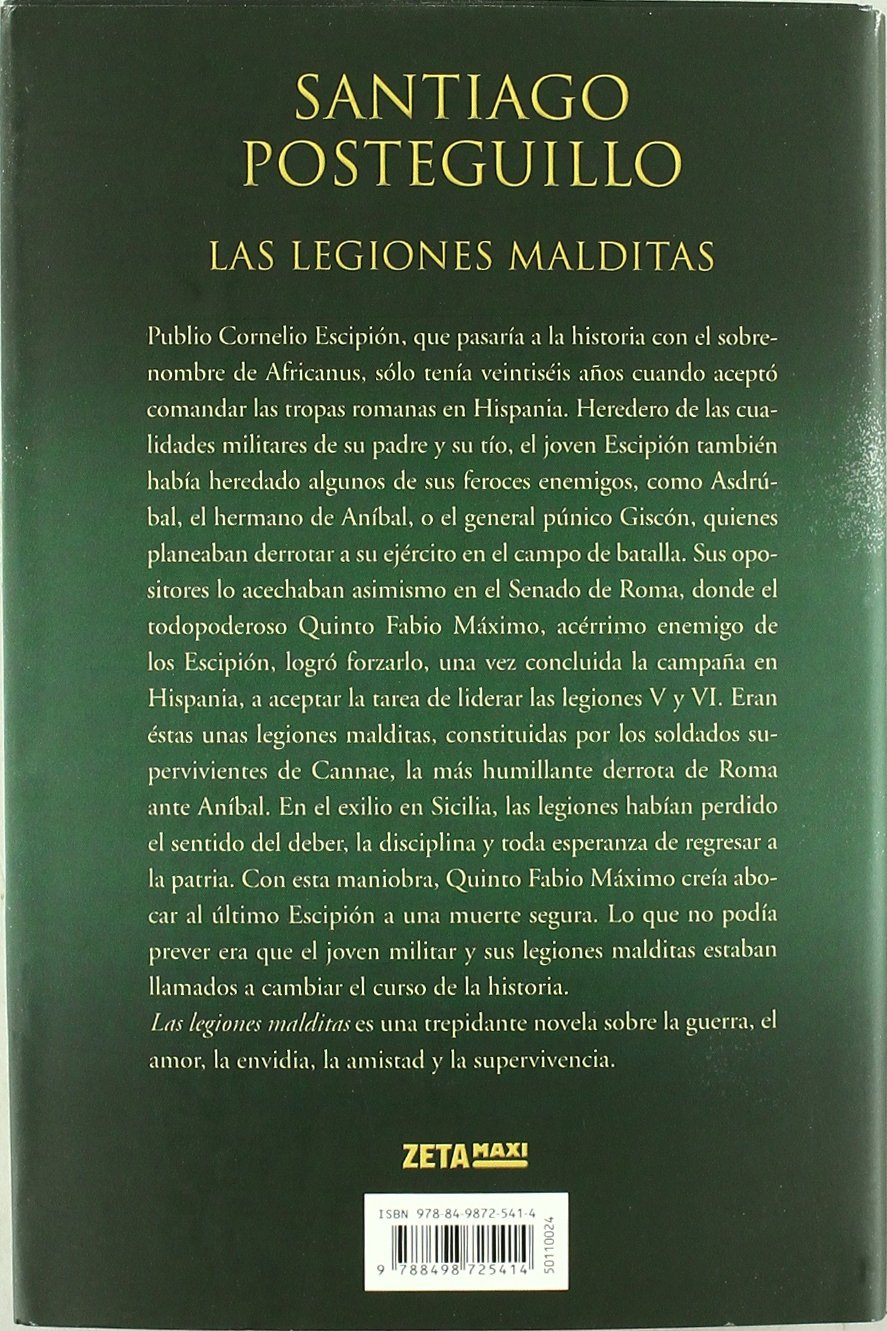 SANTIAGO
POSTEGUILLO
LAS LEGIONES MALDITAS
Publio Cornelio Escipión, que pasaría a la historia con el sobre-
nombre de Africanus, sólo tenía veintiséis años cuando aceptó
comandar las tropas romanas en Hispania. Heredero de las cua-
lidades militares de su padre y su tío, el joven Escipión también
había heredado algunos de sus feroces enemigos, como Asdrú-
bal, el hermano de Aníbal, o el general púnico Giscón, quienes
planeaban derrotar a su ejército en el campo de batalla. Sus opo-
sitores lo acechaban asimismo en el Senado de Roma, donde el
todopoderoso Quinto Fabio Máximo, acérrimo enemigo de
los Escipión, logró forzarlo, una vez concluida la campaña en
Hispania, a aceptar la tarea de liderar las legiones V y VI. Eran
éstas unas legiones malditas, constituidas por los soldados su-
pervivientes de Cannae, la más humillante derrota de Roma
ante Aníbal. En el exilio en Sicilia, las legiones habían perdido
el sentido del deber, la disciplina y toda esperanza de regresar a
la patria. Con esta maniobra, Quinto Fabio Máximo creía abo-
car al último Escipión a una muerte segura. Lo que no podía
prever era que el joven militar y sus legiones malditas estaban
llamados a cambiar el curso de la historia.
Las legiones malditas es una trepidante novela sobre la guerra, el
amor, la envidia, la amistad y la supervivencia.
ZETA MAXI
ISBN 978-84-9872-541-4
9 788498 725414
50110024